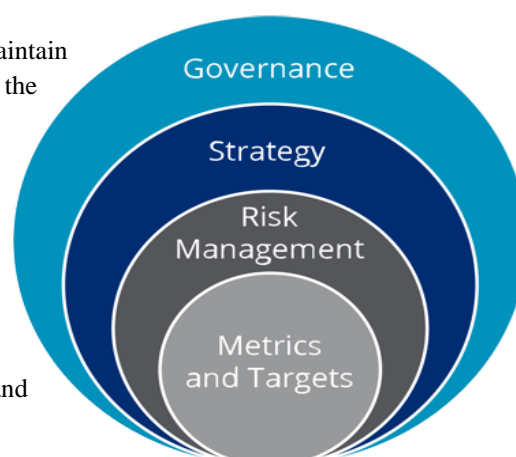 aintain
Governance
the
Strategy
Risk
Management
Metrics
and Targets
and